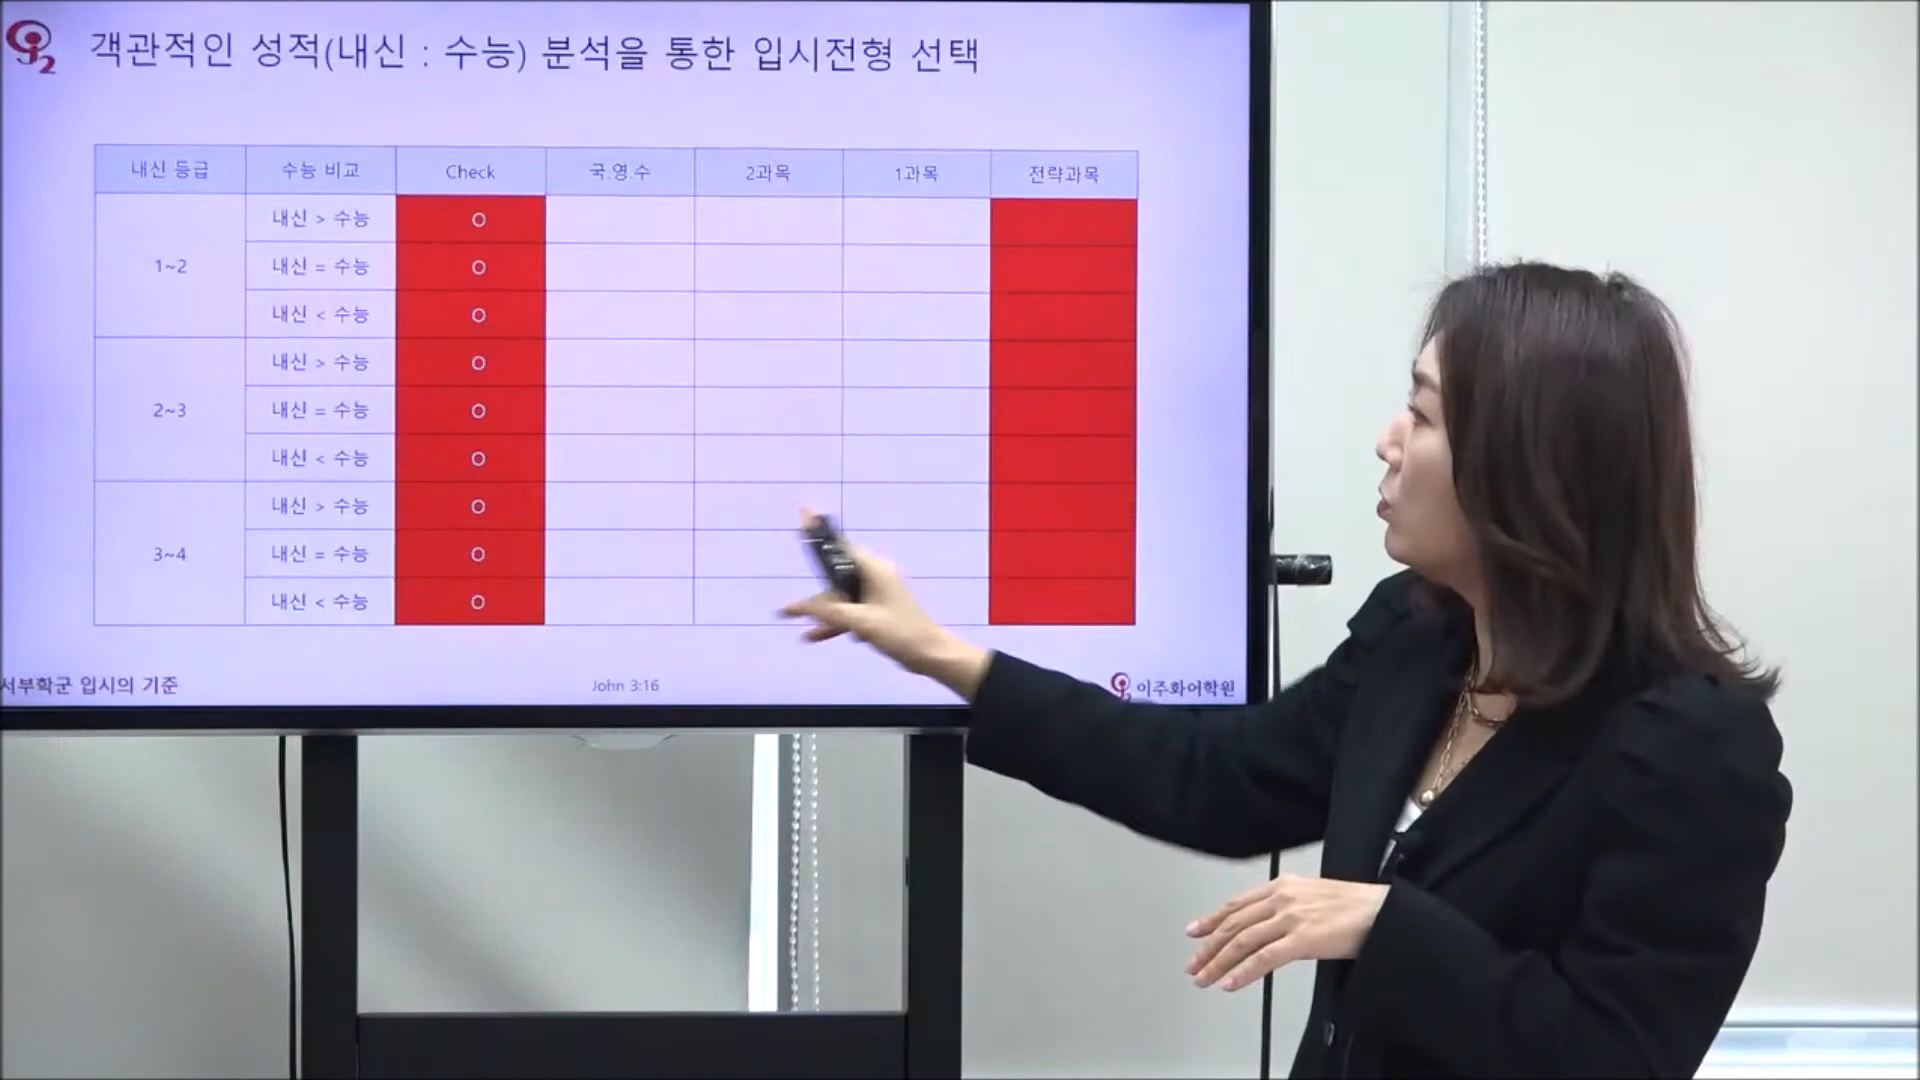 객관적인 성적(내신 : 수능) 분석을 통한 입시전형 선택
내신 등급 수능 비교 Check 국.영.수 2과목 1과목 전략과목
1~2
내신 > 수능 O
내신 = 수능 O
내신 < 수능 O
2~3
내신 > 수능 O
내신 = 수능 O
내신 < 수능 O
3~4
내신 > 수능 O
내신 = 수능 O
내신 < 수능 O
서부학군 입시의 기준
John 3:16
이주화어학원